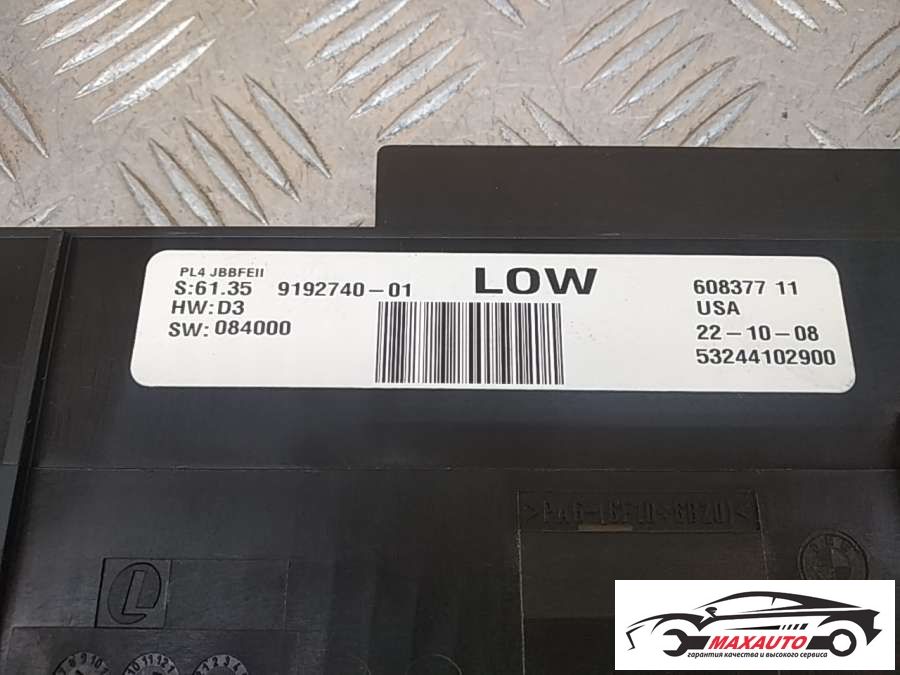 PL4 JBBFEII
S:61.35 9192740-01
HW:D3
SW:084000
LOW
608377 11
USA
22-10-08
53244102900
MAXAUTO
гарантия качества и высокого сервиса